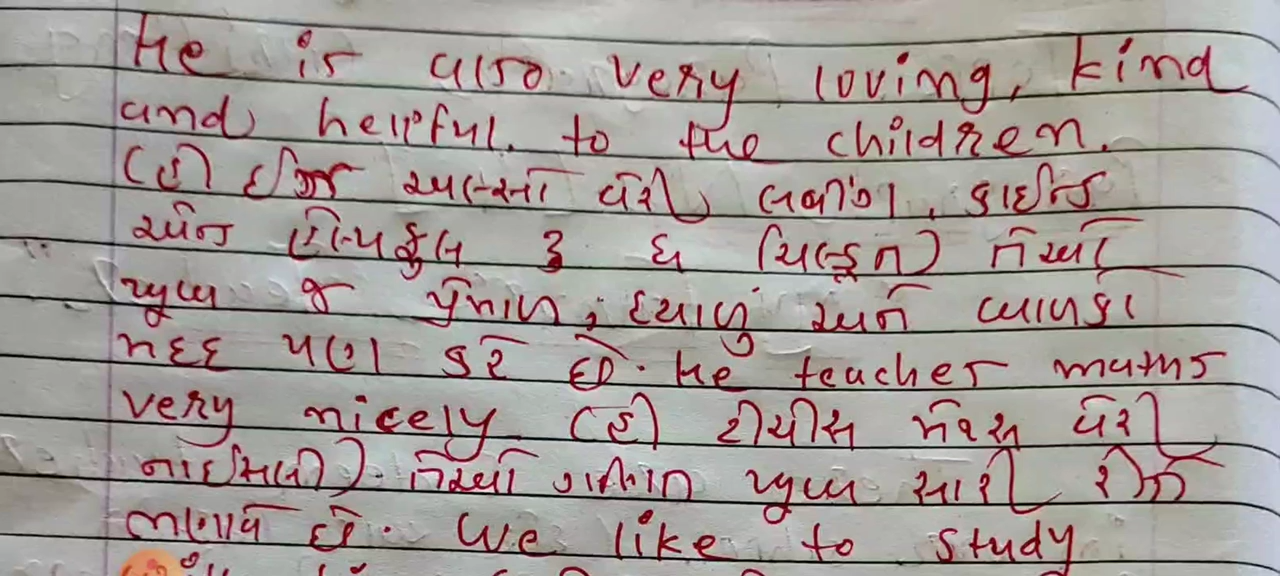 He is also very loving, kind
and helpful to the children.
(હી ઈઝ ઓલ્સો વેરી લવીંગ, કાઈન્ડ
એન્ડ હેલ્પફુલ ટુ ધ ચિલ્ડ્રન) તેઓ
ખુબ જ પ્રેમાળ, દયાળું અને બાળકો
મદદ પણ કરે છે. He teaches maths
very nicely (હી ટીચીસ મેથ્સ વેરી
નાઈસલી). તેઓ ગણિત ખુબ સારી રીતે
ભણાવે છે. We like to study